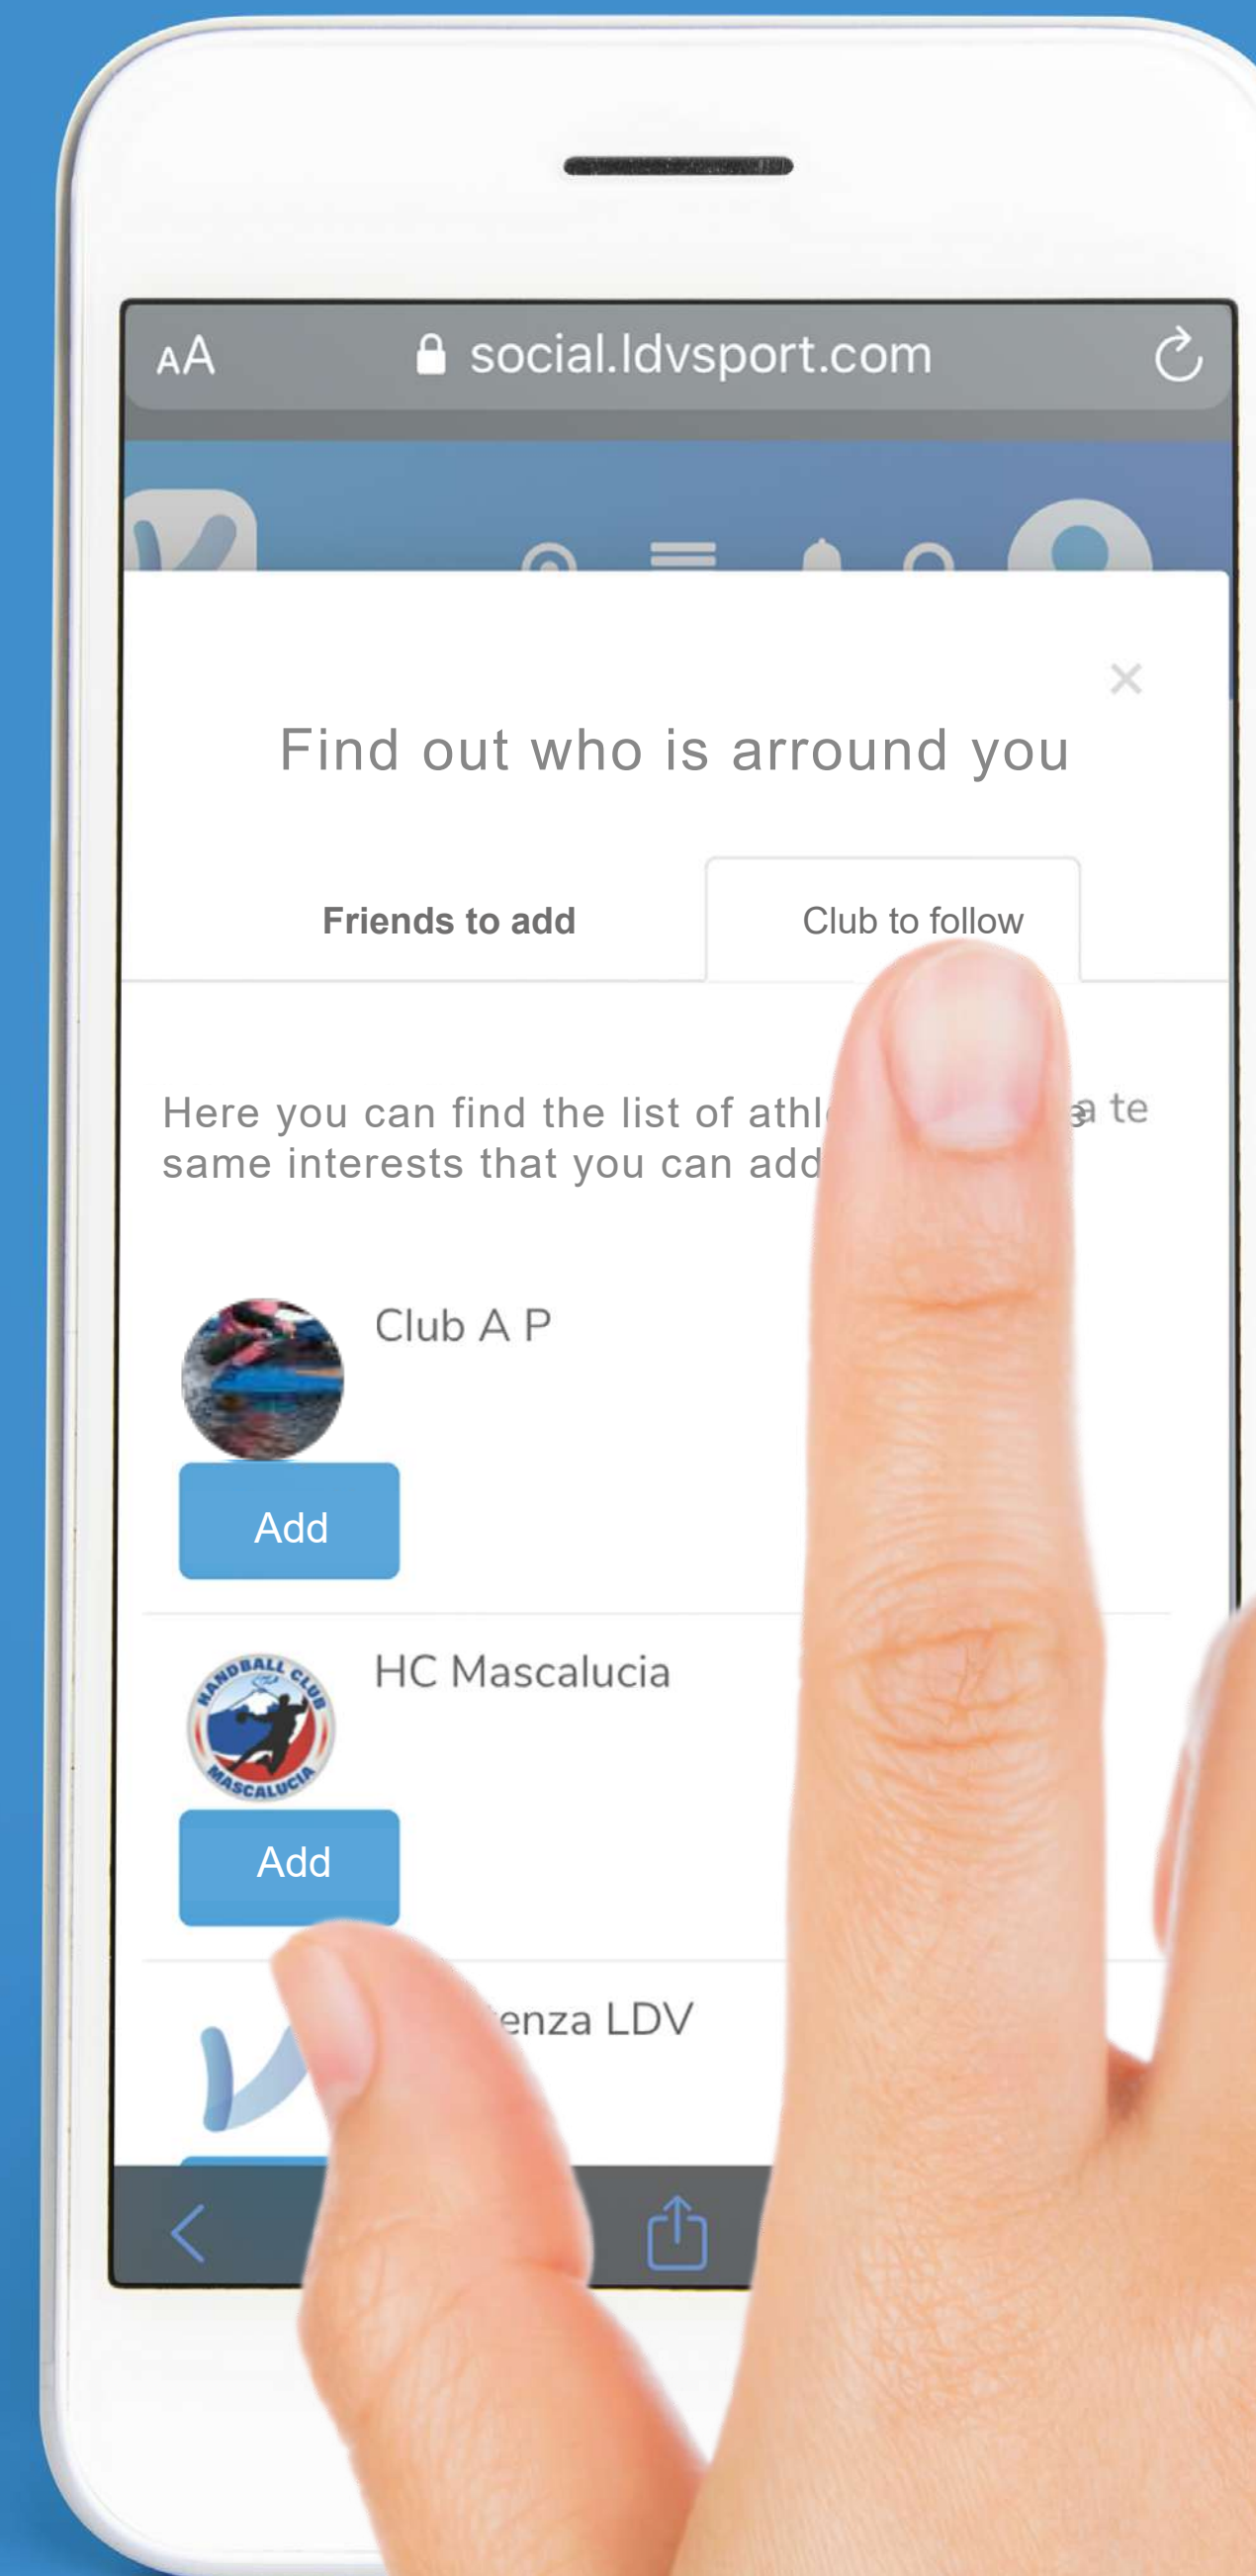 AA social.ldvsport.com
Find out who is arround you
Friends to add Club to follow
Here you can find the list of a te
same interests that you can add
Club A P
Add
HANDBALL CLUB
MASCALUCIA
HC Mascalucia
Add
LDV